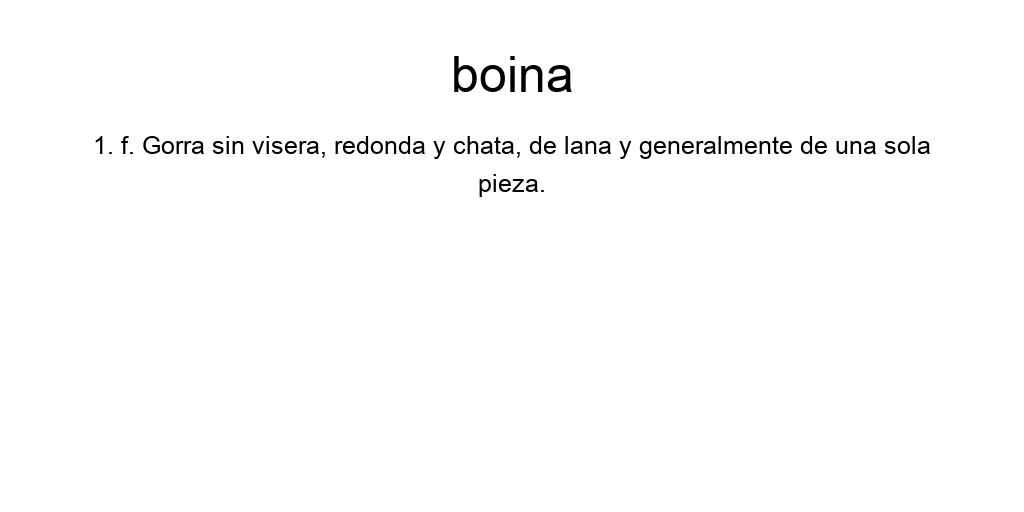 boina
1. f. Gorra sin visera, redonda y chata, de lana y generalmente de una sola
pieza.